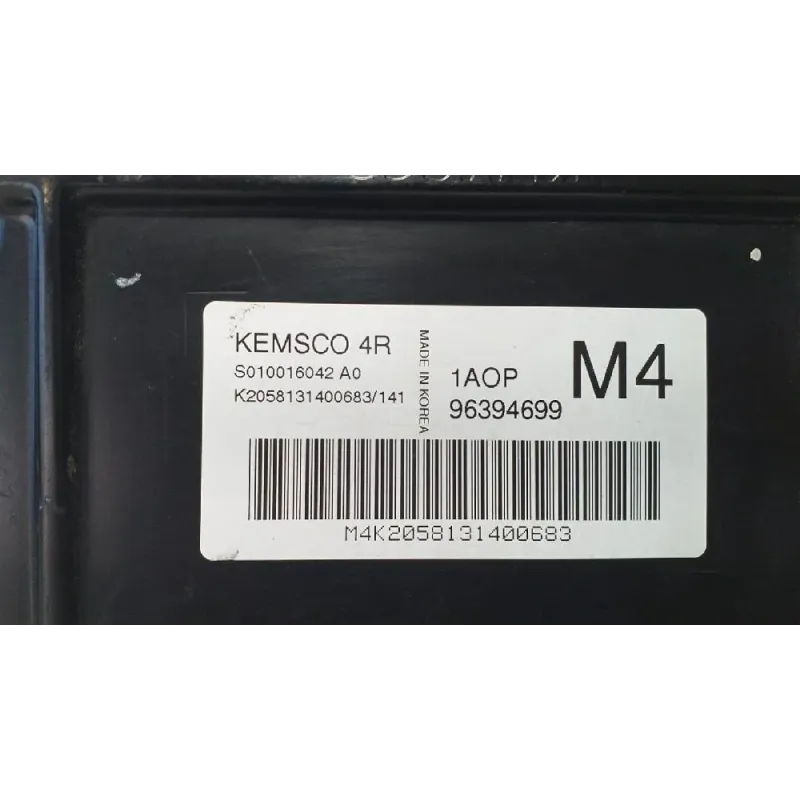 KEMSCO 4R
S010016042 A0
K2058131400683/141
MADE IN KOREA
1AOP
96394699
M4
M4K2058131400683